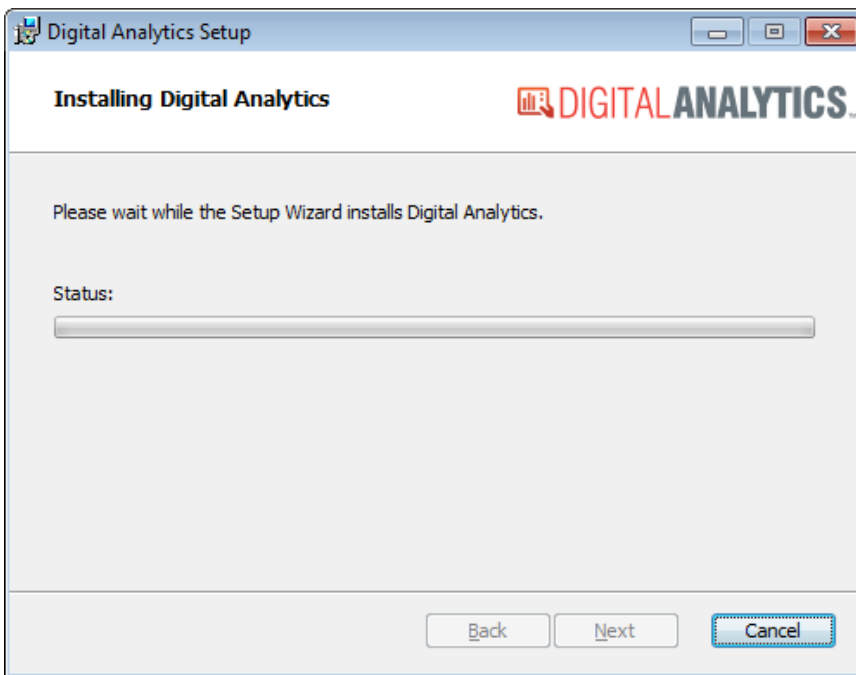 Digital Analytics Setup
Installing Digital Analytics
DIGITALANALYTICS
Please wait while the Setup Wizard installs Digital Analytics.
Status:
Back
Next
Cancel